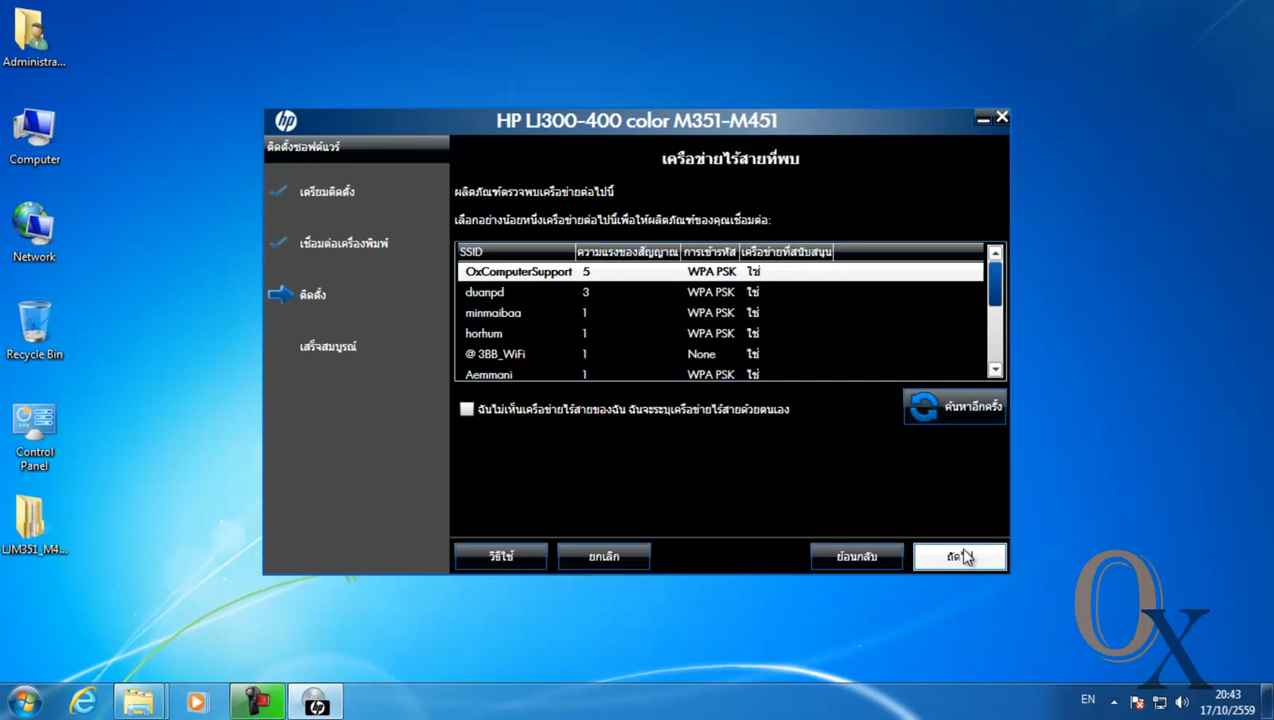 Administra...
Computer
Network
Recycle Bin
Control
Panel
LJM351_M4...
hp
HP LJ300-400 color M351-M451
ติดตั้งซอฟต์แวร์
เตรียมติดตั้ง
เชื่อมต่อเครื่องพิมพ์
ติดตั้ง
เสร็จสมบูรณ์
เครือข่ายไร้สายที่พบ
ผลิตภัณฑ์ตรวจพบเครือข่ายต่อไปนี้
เลือกอย่างน้อยหนึ่งเครือข่ายต่อไปนี้เพื่อให้ผลิตภัณฑ์ของคุณเชื่อมต่อ:
SSID ความแรงของสัญญาณ การเข้ารหัส เครือข่ายที่สนับสนุน
OxComputerSupport 5 WPA PSK ใช่
duanpd 3 WPA PSK ใช่
minmaibaa 1 WPA PSK ใช่
horhum 1 WPA PSK ใช่
@ 3BB_WiFi 1 None ใช่
Aemmani 1 WPA PSK ใช่
ฉันไม่เห็นเครือข่ายไร้สายของฉัน ฉันจะระบุเครือข่ายไร้สายด้วยตนเอง
ค้นหาอีกครั้ง
วิธีใช้ ยกเลิก ย้อนกลับ
OX
EN
20:43
17/10/2559